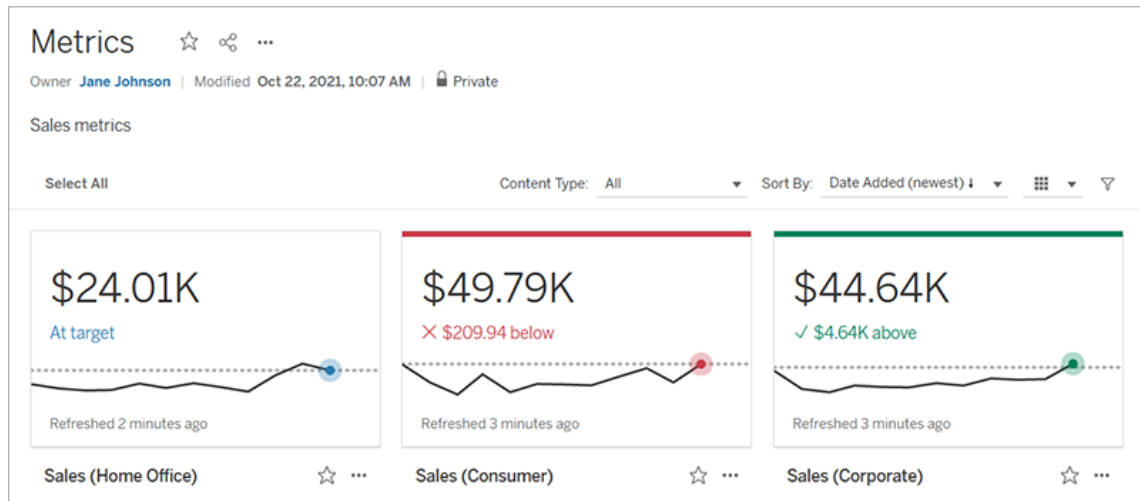 Metrics
Owner Jane Johnson | Modified Oct 22, 2021, 10:07 AM | Private
Sales metrics
Select All Content Type: All Sort By: Date Added (newest) ↓
$24.01K $49.79K $44.64K
At target × $209.94 below ✓ $4.64K above
Refreshed 2 minutes ago Refreshed 3 minutes ago Refreshed 3 minutes ago
Sales (Home Office) Sales (Consumer) Sales (Corporate)